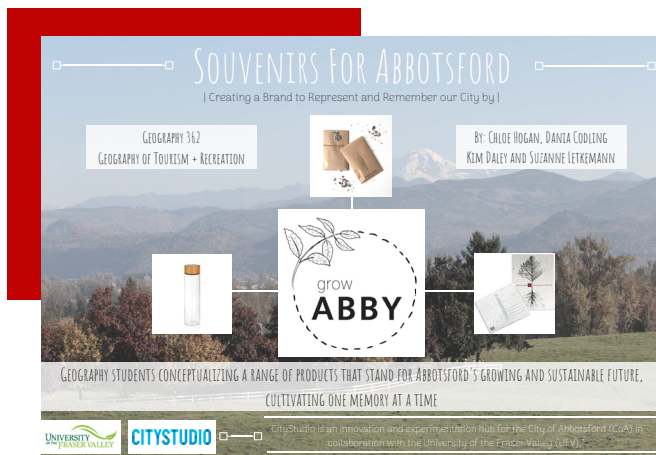 Souvenirs For Abbotsford
| Creating a Brand to Represent and Remember our City by |
Geography 362
Geography of Tourism + Recreation
By: Chloe Hogan, Dania Codling
Kim Daley and Suzanne Letkemann
grow
ABBY
Geography students conceptualizing a range of products that stand for Abbotsford's growing and sustainable future,
cultivating one memory at a time
UNIVERSITY
OF THE FRASER VALLEY
CITYSTUDIO
CityStudio is an innovation and experimentation hub for the City of Abbotsford (CoA) in
collaboration with the University of the Fraser Valley (UFV).